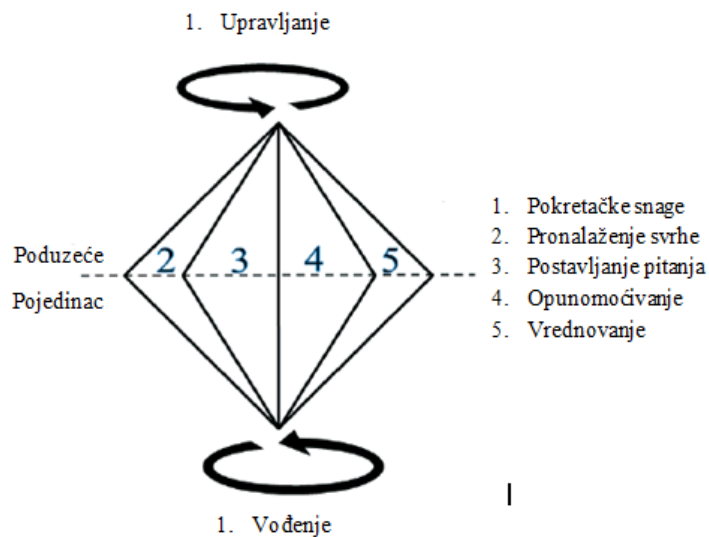 1. Upravljanje
Poduzeće
2 3 4 5
Pojedinac
1. Pokretačke snage
2. Pronalaženje svrhe
3. Postavljanje pitanja
4. Opunomoćivanje
5. Vrednovanje
1. Vođenje